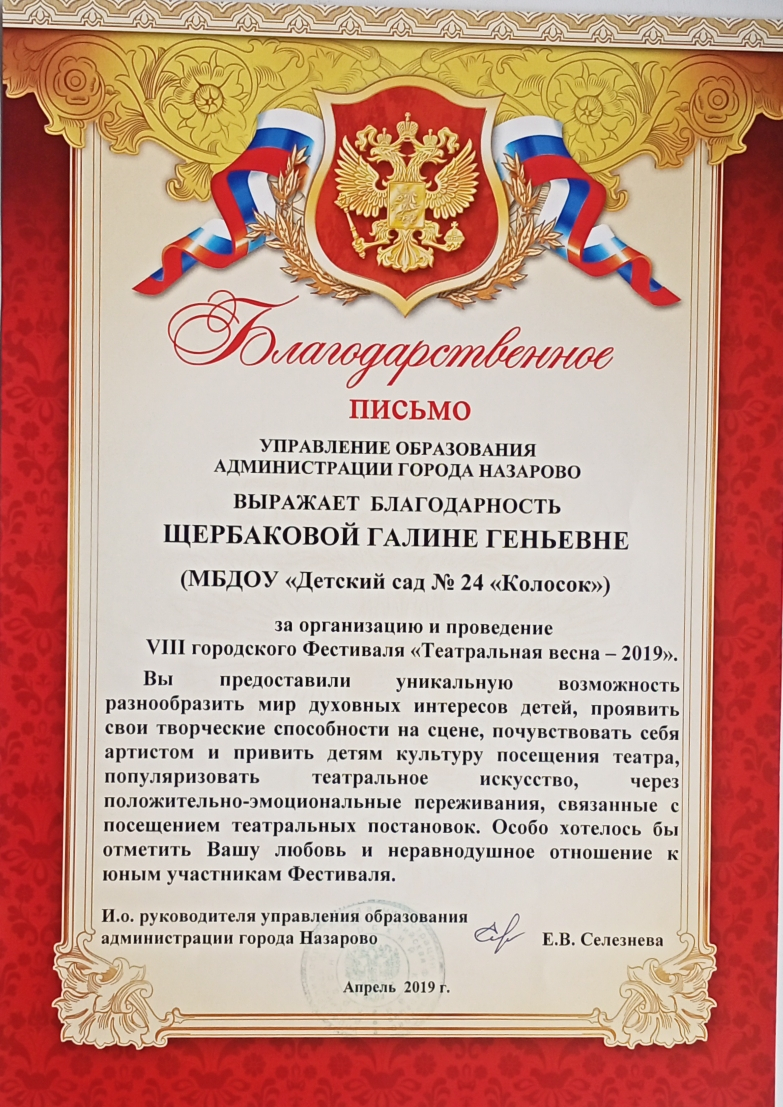 Благодарственное
ПИСЬМО
УПРАВЛЕНИЕ ОБРАЗОВАНИЯ
АДМИНИСТРАЦИИ ГОРОДА НАЗАРОВО
ВЫРАЖАЕТ БЛАГОДАРНОСТЬ
ЩЕРБАКОВОЙ ГАЛИНЕ ГЕНЬЕВНЕ
(МБДОУ «Детский сад № 24 «Колосок»)
за организацию и проведение
VIII городского Фестиваля «Театральная весна – 2019».
Вы предоставили уникальную возможность
разнообразить мир духовных интересов детей, проявить
свои творческие способности на сцене, почувствовать себя
артистом и привить детям культуру посещения театра,
популяризовать театральное искусство, через
положительно-эмоциональные переживания, связанные с
посещением театральных постановок. Особо хотелось бы
отметить Вашу любовь и неравнодушное отношение к
юным участникам Фестиваля.
И.о. руководителя управления образования
администрации города Назарово Е.В. Селезнева
Апрель 2019 г.